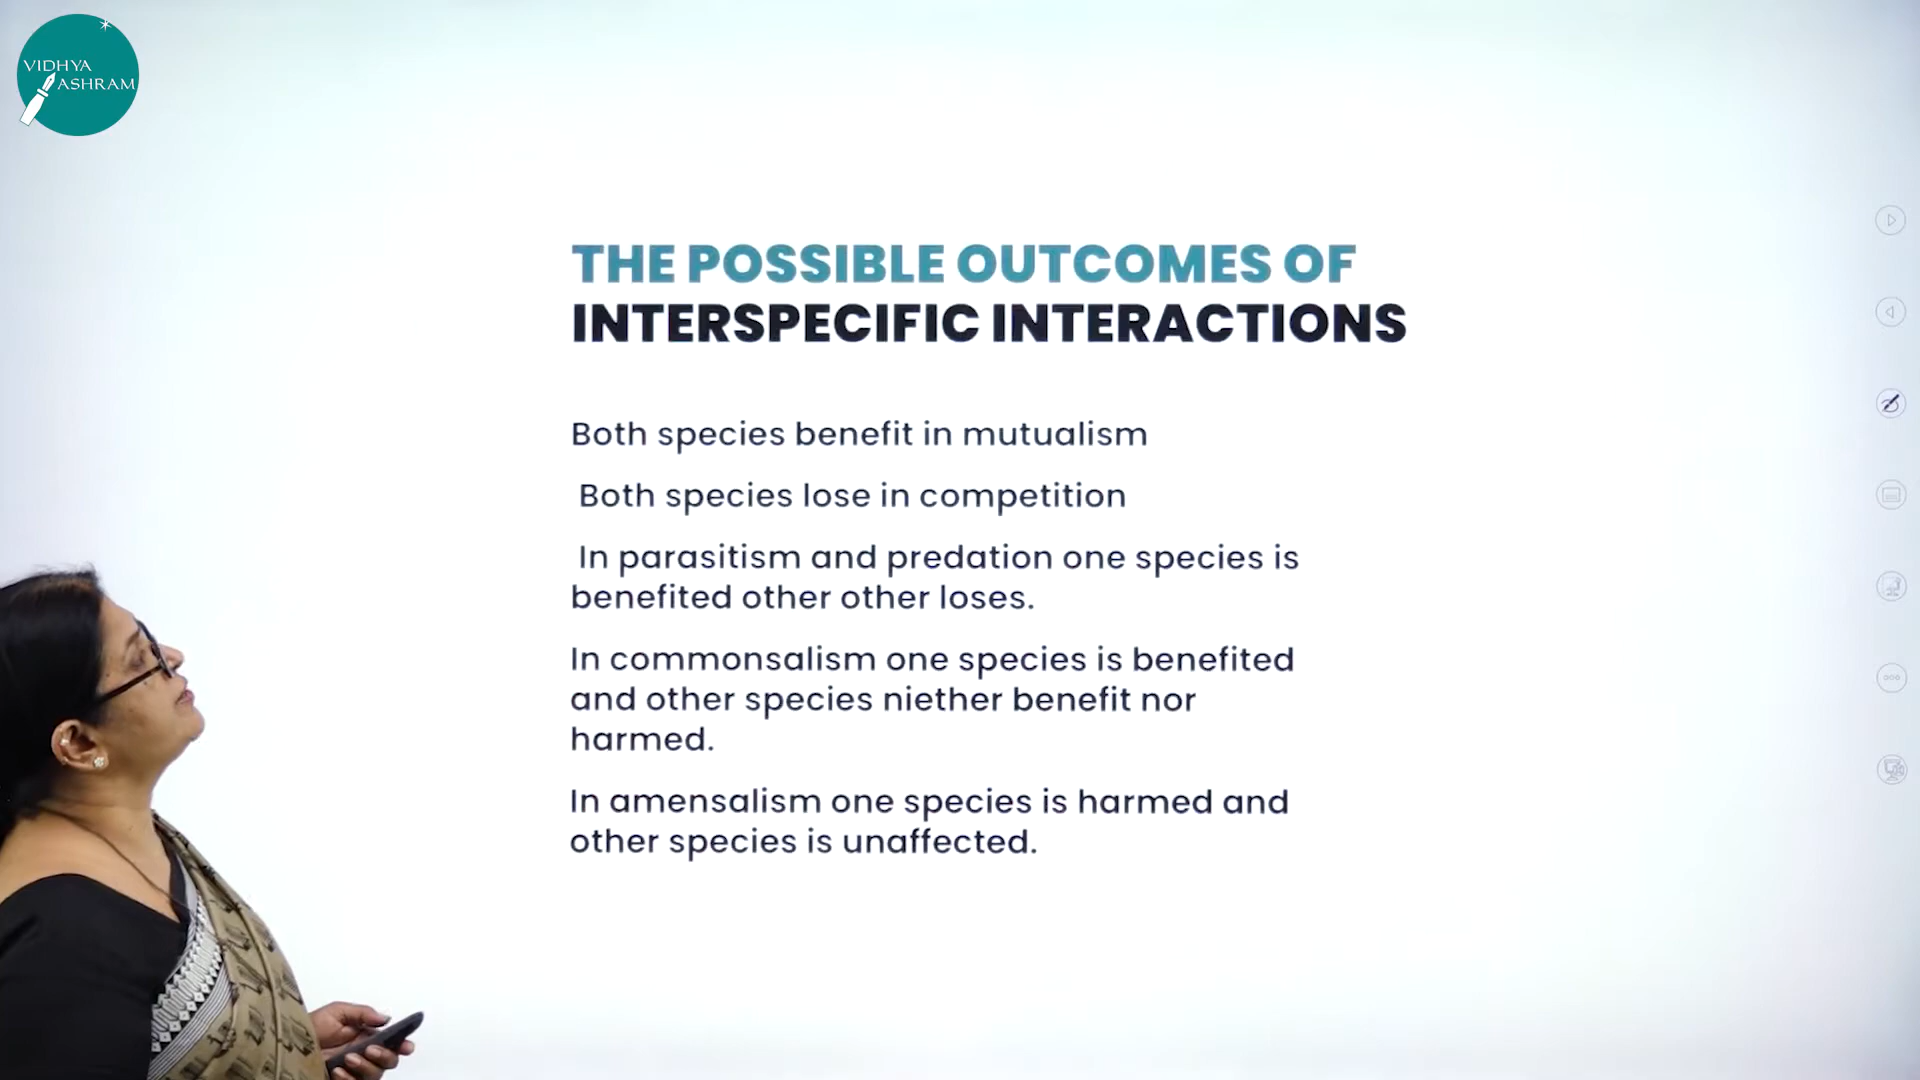 VIDHYA
ASHRAM
THE POSSIBLE OUTCOMES OF
INTERSPECIFIC INTERACTIONS
Both species benefit in mutualism
Both species lose in competition
In parasitism and predation one species is
benefited other other loses.
In commonsalism one species is benefited
and other species niether benefit nor
harmed.
In amensalism one species is harmed and
other species is unaffected.